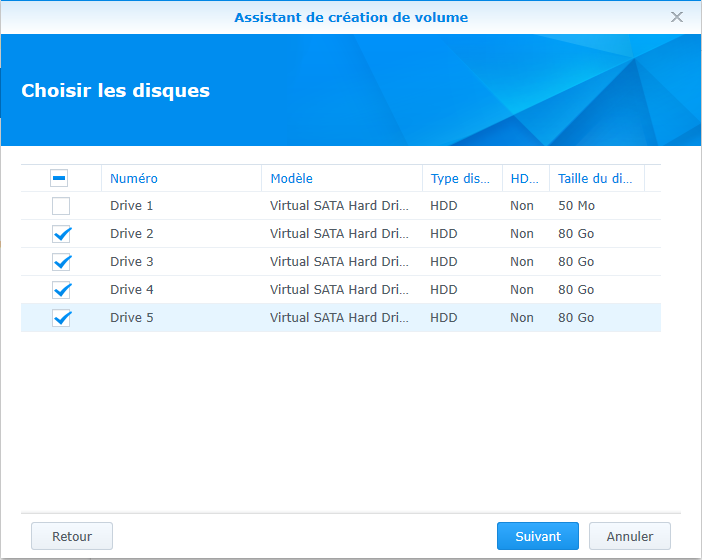 Assistant de création de volume
Choisir les disques
Numéro Modèle Type dis... HD... Taille du di...
Drive 1 Virtual SATA Hard Dri... HDD Non 50 Mo
Drive 2 Virtual SATA Hard Dri... HDD Non 80 Go
Drive 3 Virtual SATA Hard Dri... HDD Non 80 Go
Drive 4 Virtual SATA Hard Dri... HDD Non 80 Go
Drive 5 Virtual SATA Hard Dri... HDD Non 80 Go
Retour Suivant Annuler